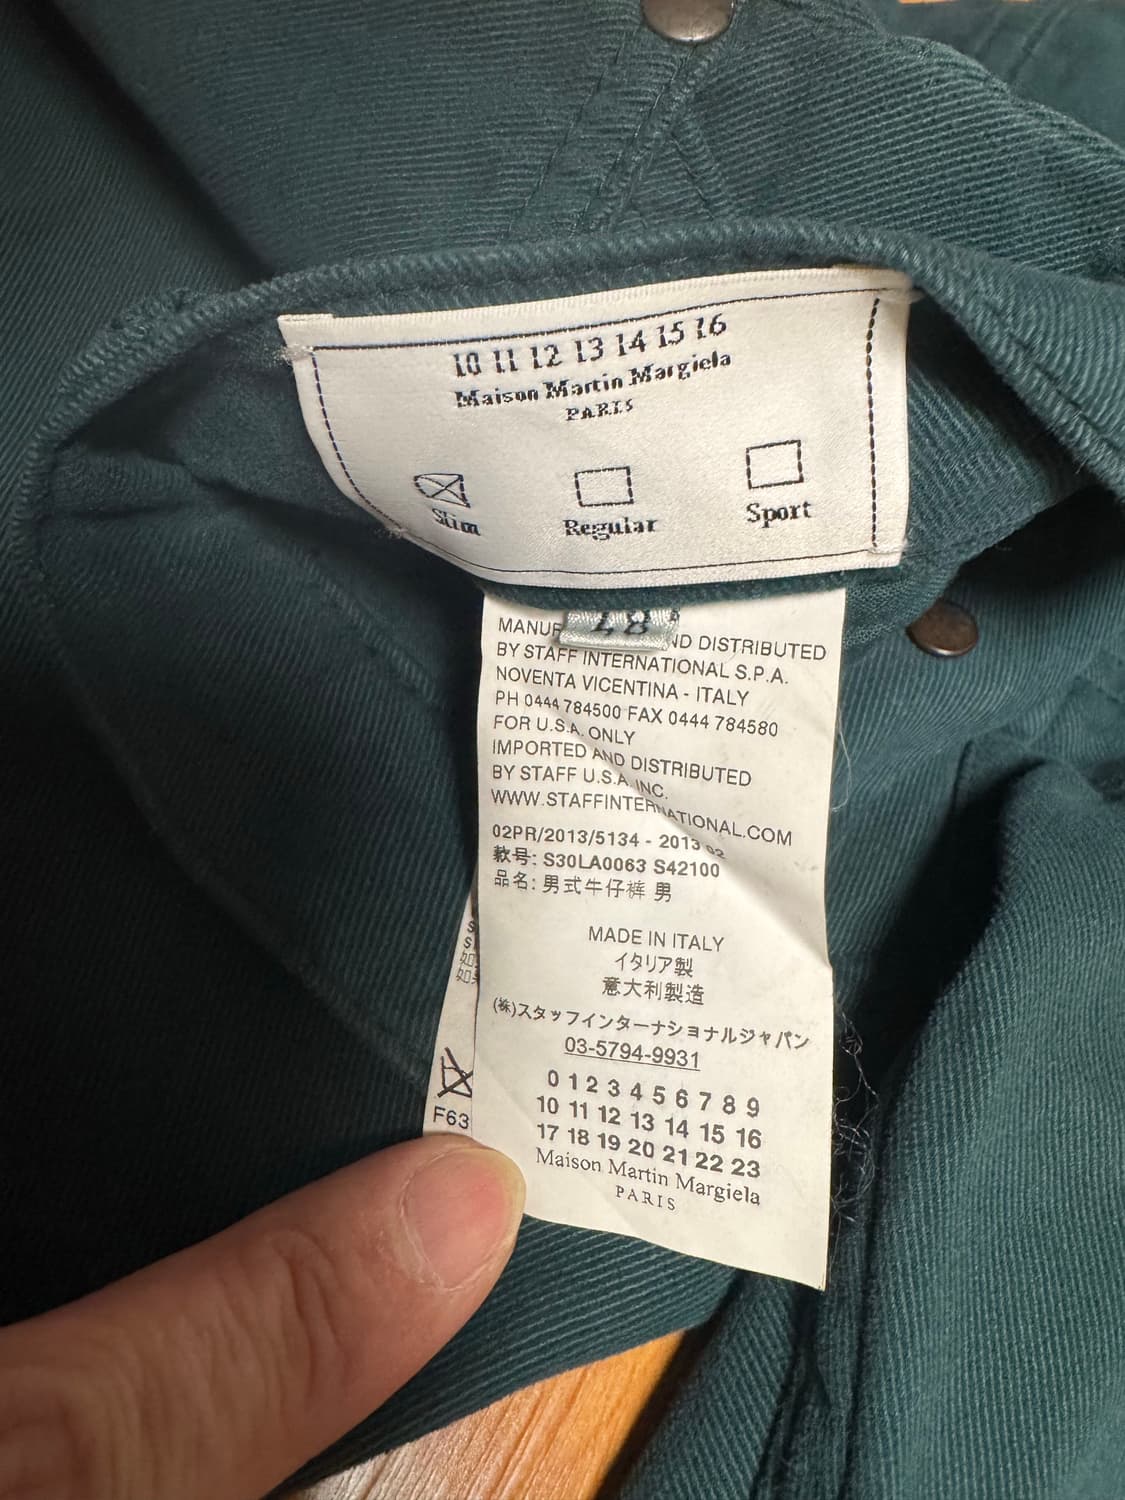 10 11 12 13 14 15 16
Maison Martin Margiela
PARIS
Slim
Regular
Sport
48
ND DISTRIBUTED
BY STAFF INTERNATIONAL S.P.A.
NOVENTA VICENTINA - ITALY
PH 0444 784500 FAX 0444 784580
FOR U.S.A. ONLY
IMPORTED AND DISTRIBUTED
BY STAFF U.S.A. INC.
WWW.STAFFINTERNATIONAL.COM
02PR/2013/5134 - 2013 02
款号: S30LA0063 S42100
品名: 男式牛仔裤 男
MADE IN ITALY
イタリア製
意大利製造
(株)スタッフインターナショナルジャパン
03-5794-9931
0 1 2 3 4 5 6 7 8 9
10 11 12 13 14 15 16
17 18 19 20 21 22 23
Maison Martin Margiela
PARIS
F63